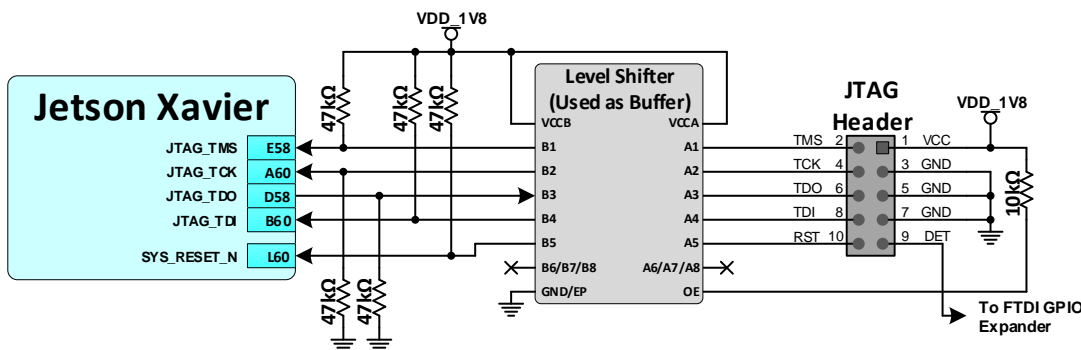 VDD_1V8
Jetson Xavier
JTAG_TMS E58
JTAG_TCK A60
JTAG_TDO D58
JTAG_TDI B60
SYS_RESET_N L60
47kΩ
47kΩ
47kΩ
47kΩ
47kΩ
Level Shifter
(Used as Buffer)
VCCB VCCA
B1 A1
B2 A2
B3 A3
B4 A4
B5 A5
B6/B7/B8 A6/A7/A8
GND/EP OE
JTAG
Header
VDD_1V8
TMS 2 1 VCC
TCK 4 3 GND
TDO 6 5 GND
TDI 8 7 GND
RST 10 9 DET
10kΩ
To FTDI GPIO
Expander